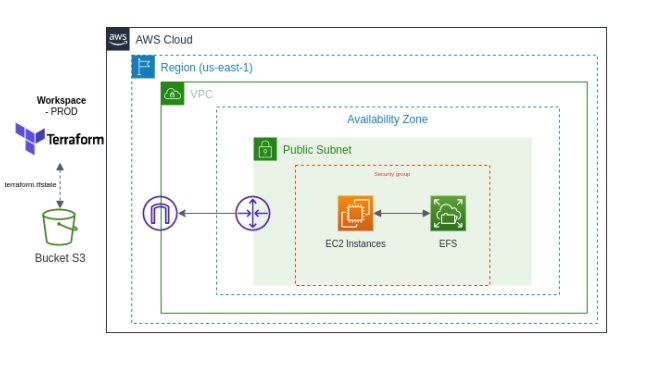 aws
AWS Cloud
Region (us-east-1)
VPC
Workspace
- PROD
Terraform
Availability Zone
Public Subnet
Security group
terraform.tfstate
EC2 Instances
EFS
Bucket S3